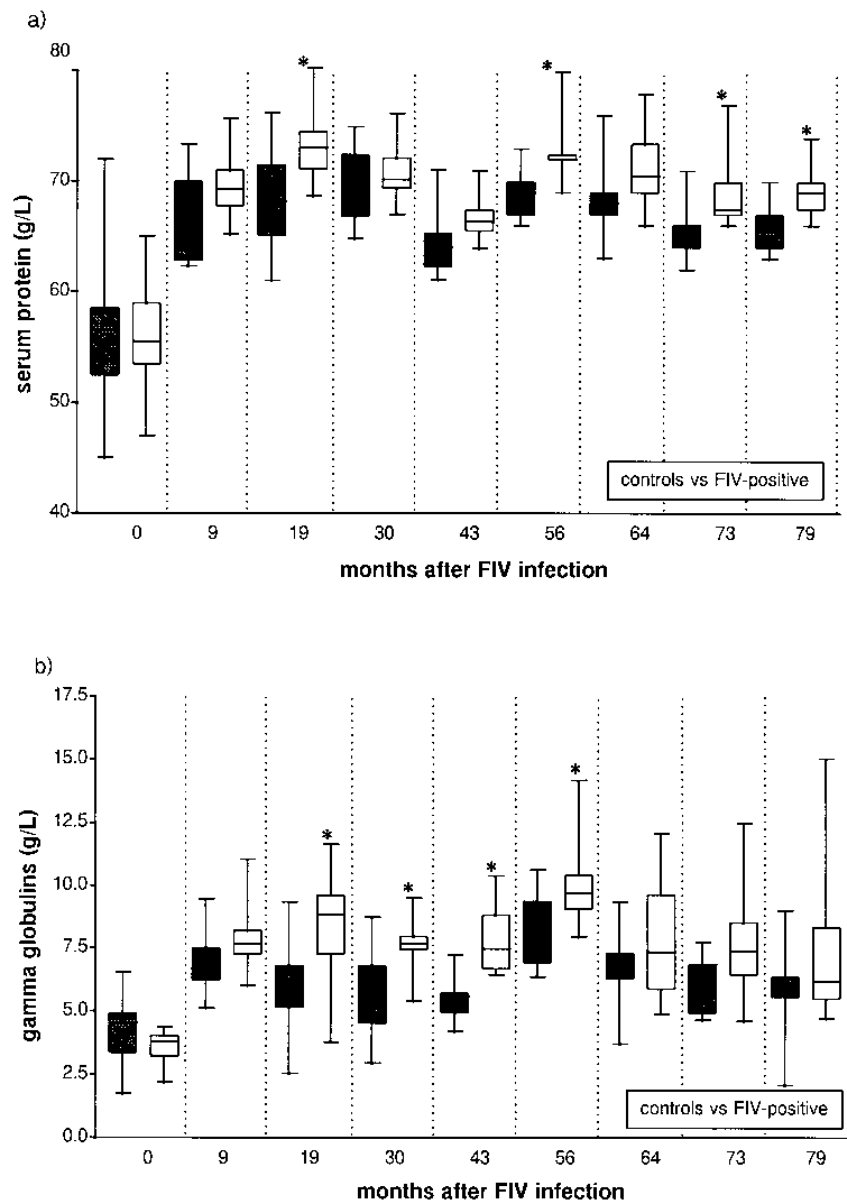 a)
80
70
60
50
40
serum protein (g/L)
* * * *
controls vs FIV-positive
0 9 19 30 43 56 64 73 79
months after FIV infection
b)
17.5
15.0
12.5
10.0
7.5
5.0
2.5
0.0
gamma globulins (g/L)
* * * *
controls vs FIV-positive
0 9 19 30 43 56 64 73 79
months after FIV infection